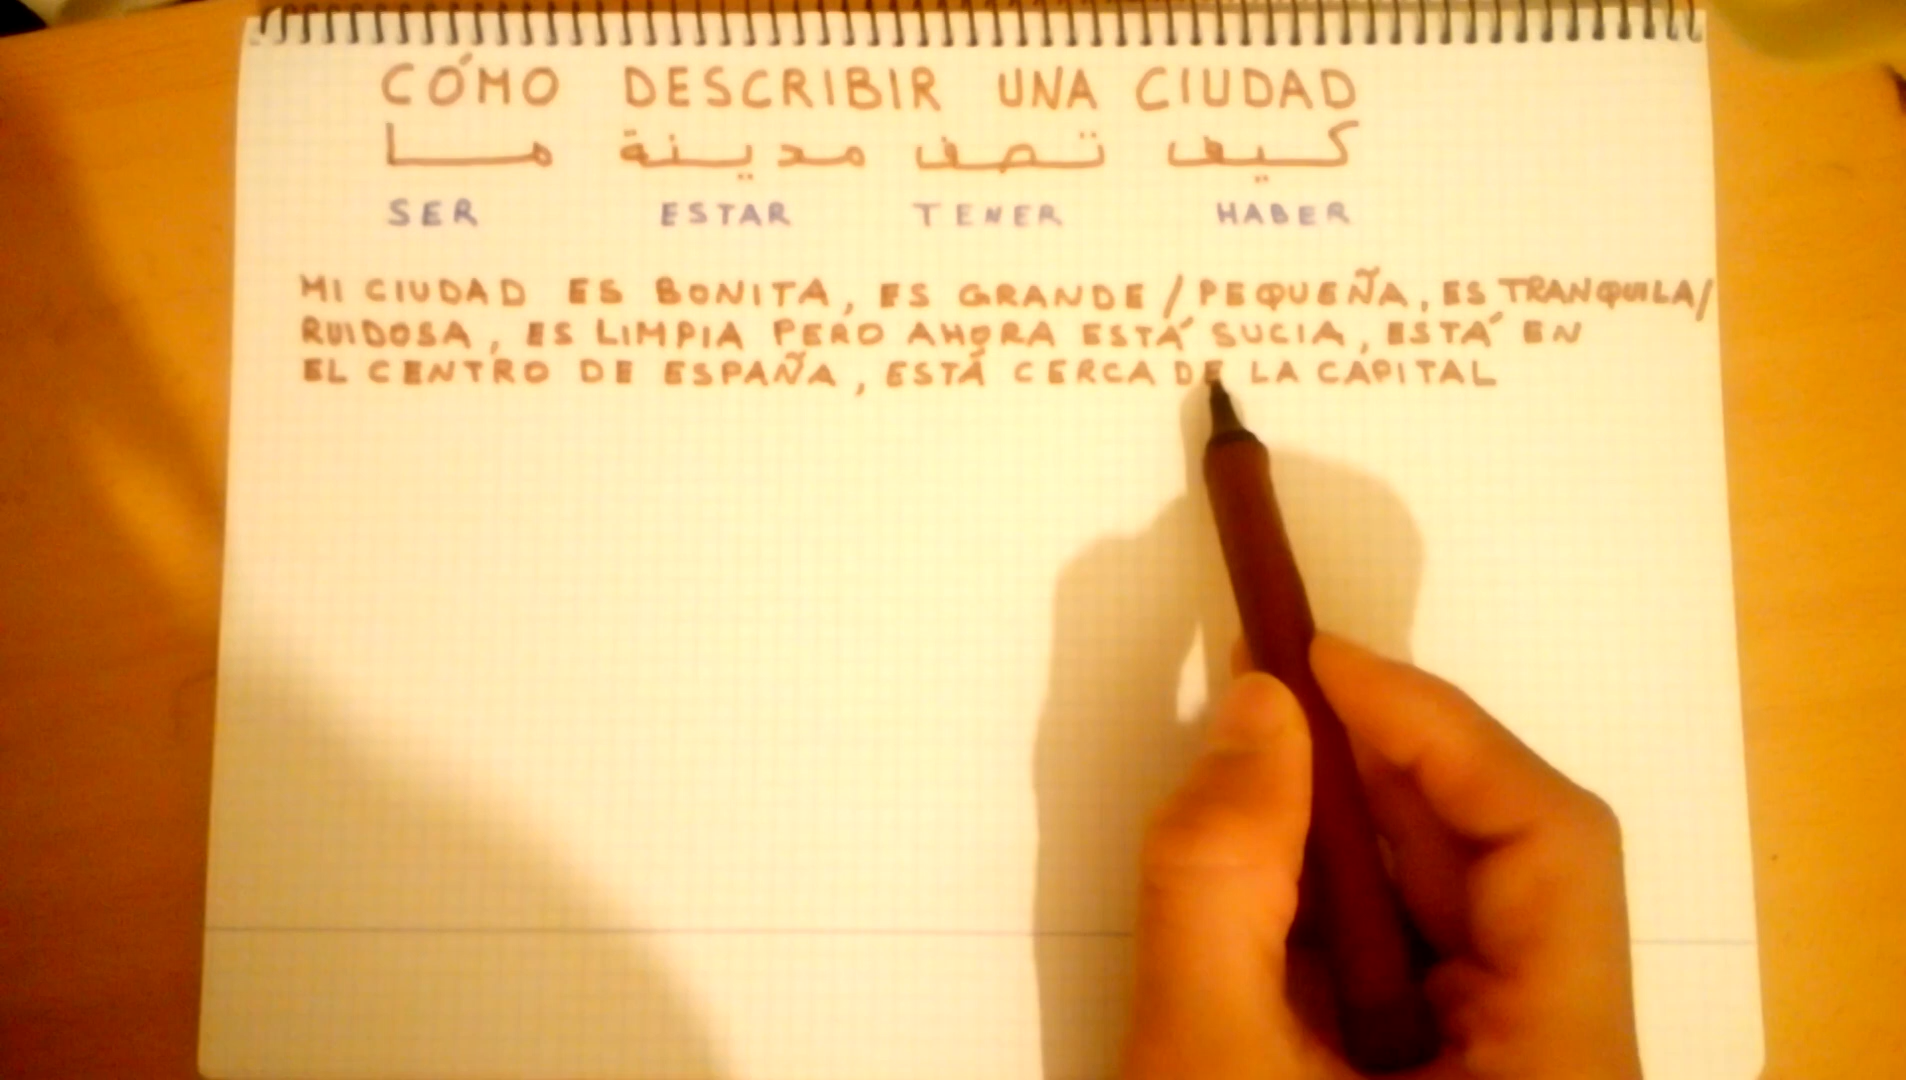 CÓMO DESCRIBIR UNA CIUDAD
كيف تصف مدينة ما
SER ESTAR TENER HABER
MI CIUDAD ES BONITA, ES GRANDE/PEQUEÑA, ES TRANQUILA/
RUIDOSA, ES LIMPIA PERO AHORA ESTÁ SUCIA, ESTÁ EN
EL CENTRO DE ESPAÑA, ESTÁ CERCA DE LA CAPITAL